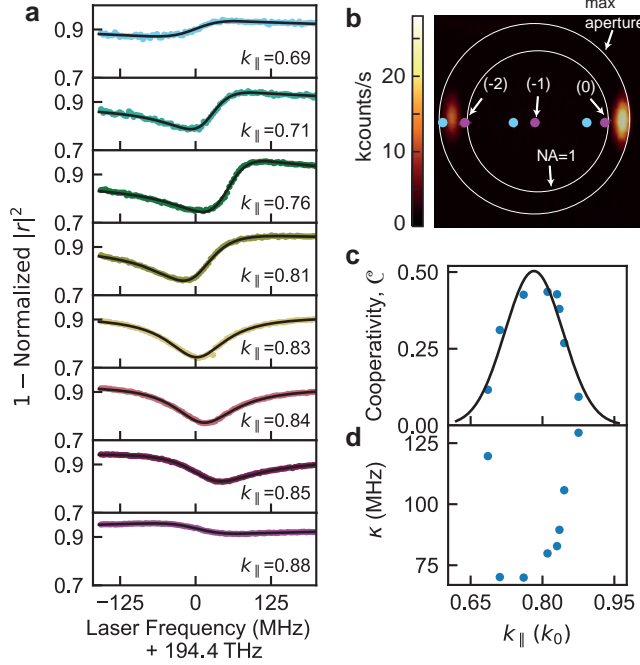 a
1 − Normalized |r|²
0.9
0.7
k∥=0.69
0.9
0.7
k∥=0.71
0.9
0.7
k∥=0.76
0.9
0.7
k∥=0.81
0.9
0.7
k∥=0.83
0.9
0.7
k∥=0.84
0.9
0.7
k∥=0.85
0.9
0.7
k∥=0.88
−125 0 125
Laser Frequency (MHz)
+ 194.4 THz
b
kcounts/s
20
10
0
max
aperture
(-2) (-1) (0)
NA=1
c
Cooperativity, ℂ
0.50
0.25
0.00
d
κ (MHz)
125
100
75
0.65 0.80 0.95
k∥ (k₀)